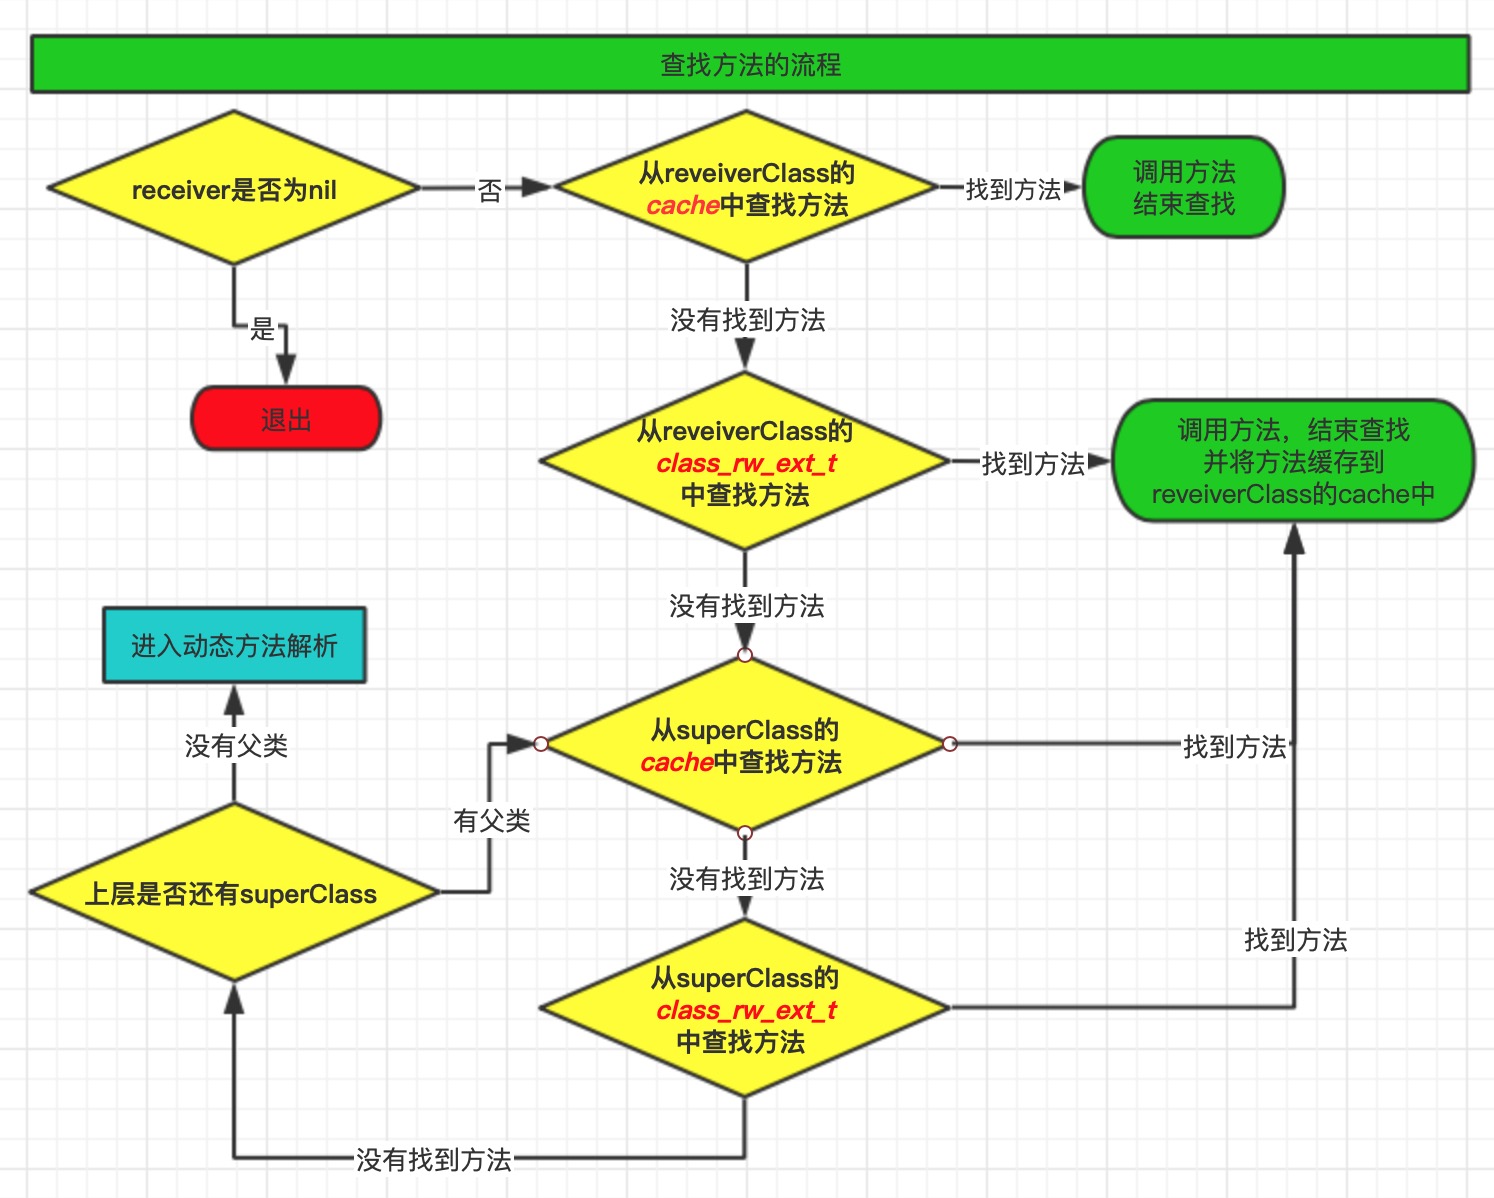 查找方法的流程
receiver是否为nil
否
从reveiverClass的
cache中查找方法
找到方法
调用方法
结束查找
是
退出
没有找到方法
从reveiverClass的
class_rw_ext_t
中查找方法
找到方法
调用方法，结束查找
并将方法缓存到
reveiverClass的cache中
没有找到方法
进入动态方法解析
没有父类
从superClass的
cache中查找方法
找到方法
有父类
上层是否还有superClass
没有找到方法
找到方法
从superClass的
class_rw_ext_t
中查找方法
没有找到方法